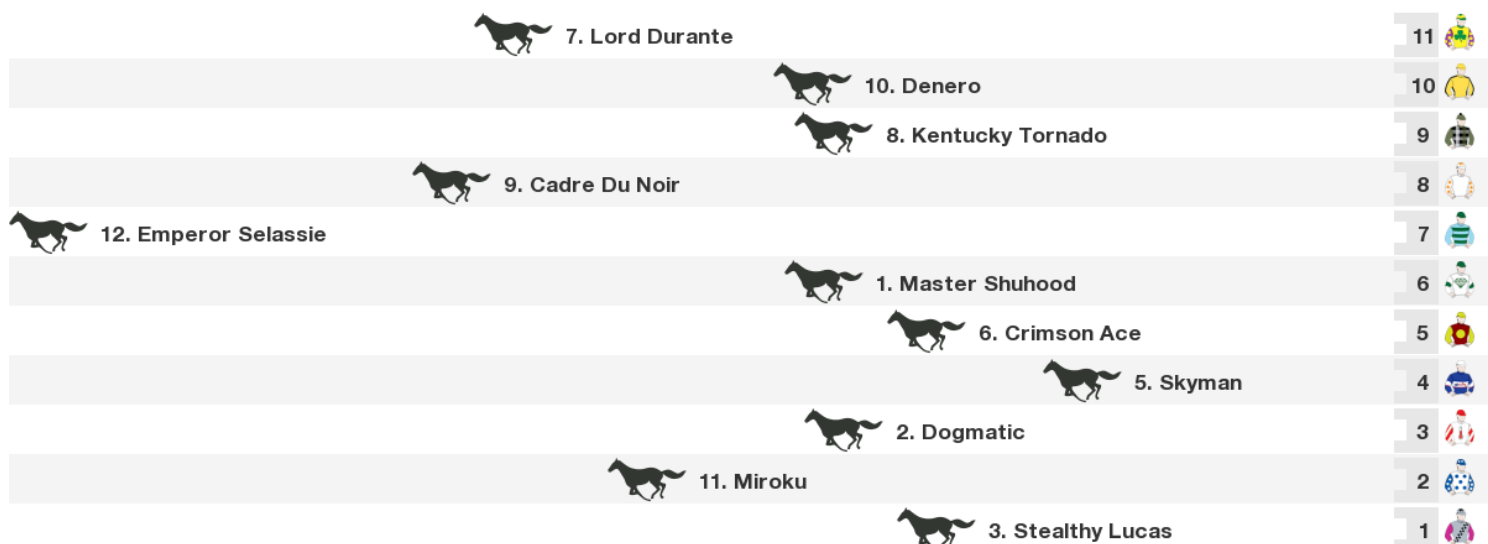 7. Lord Durante 11
10. Denero 10
8. Kentucky Tornado 9
9. Cadre Du Noir 8
12. Emperor Selassie 7
1. Master Shuhood 6
6. Crimson Ace 5
5. Skyman 4
2. Dogmatic 3
11. Miroku 2
3. Stealthy Lucas 1